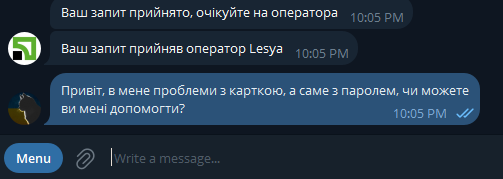 Ваш запит прийнято, очікуйте на оператора
10:05 PM
Ваш запит прийняв оператор Lesya
10:05 PM
Привіт, в мене проблеми з карткою, а саме з паролем, чи можете
ви мені допомогти?
10:05 PM
Menu
Write a message...